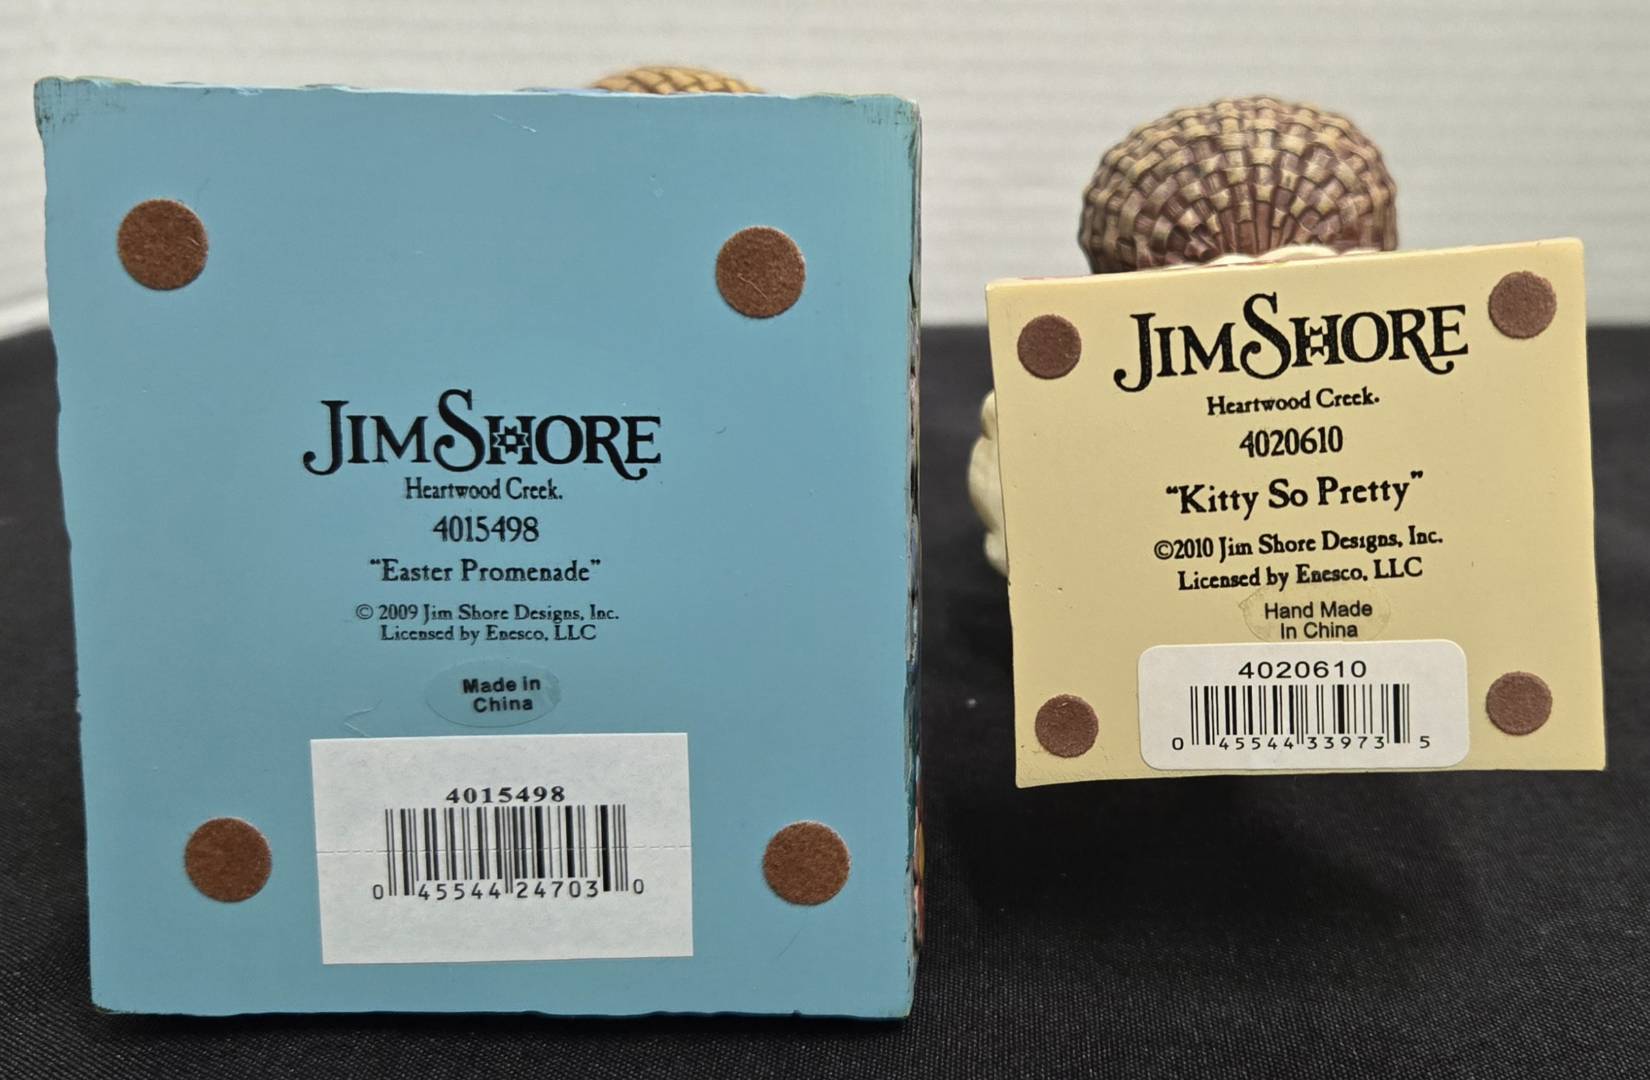 JIM SHORE
Heartwood Creek.
4015498
"Easter Promenade"
© 2009 Jim Shore Designs, Inc.
Licensed by Enesco, LLC
Made in
China
4015498
0 45544 24703 0
JIM SHORE
Heartwood Creek.
4020610
"Kitty So Pretty"
©2010 Jim Shore Designs, Inc.
Licensed by Enesco, LLC
Hand Made
In China
4020610
0 45544 33973 5